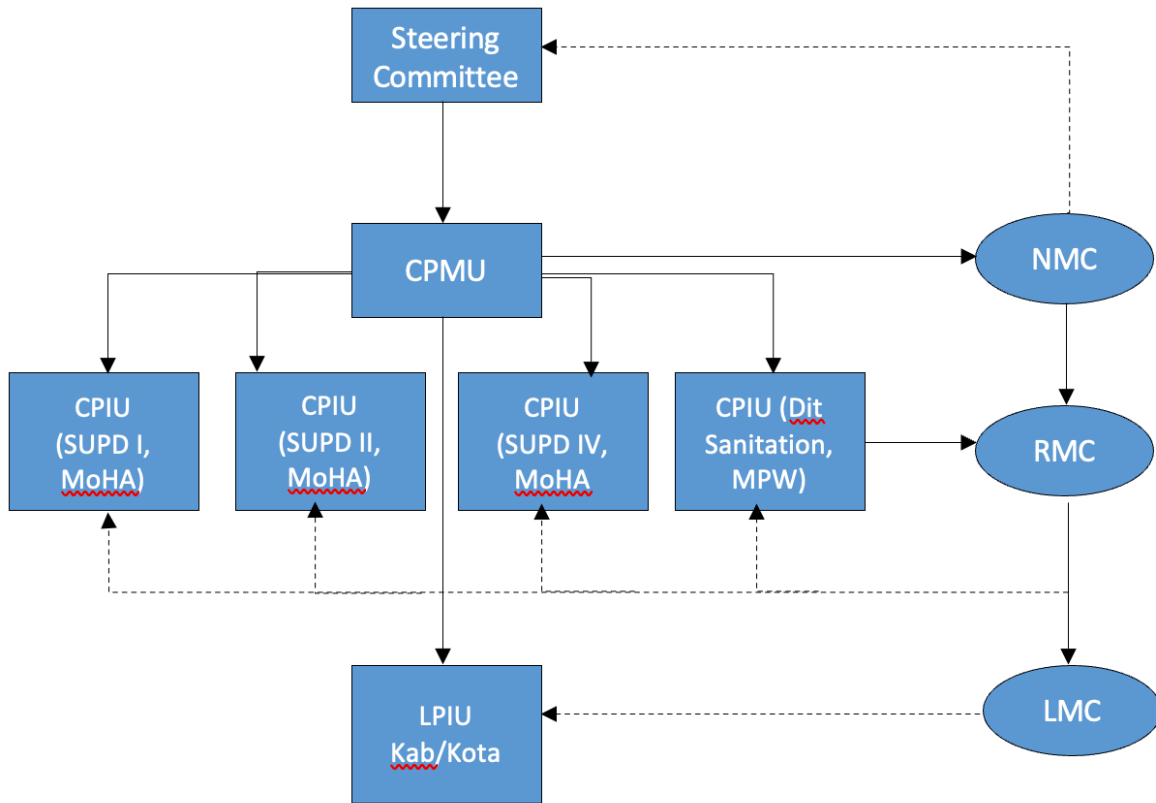 Steering
Committee
CPMU
NMC
CPIU
(SUPD I,
MoHA)
CPIU
(SUPD II,
MoHA)
CPIU
(SUPD IV,
MoHA
CPIU (Dit
Sanitation,
MPW)
RMC
LPIU
Kab/Kota
LMC